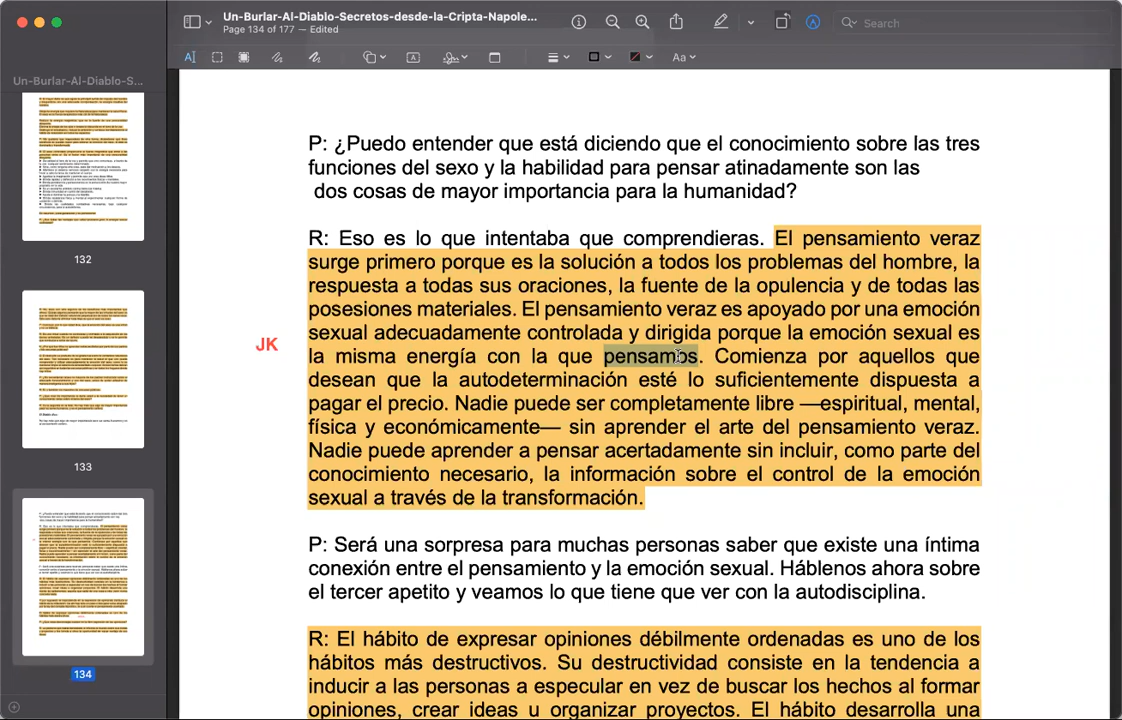 Un-Burlar-Al-Diablo-Secretos-desde-la-Cripta-Napole...
Page 134 of 177 — Edited
Search
Aa
Un-Burlar-Al-Diablo-S...
132
133
134
JK
P: ¿Puedo entender que está diciendo que el conocimiento sobre las tres
funciones del sexo y la habilidad para pensar atinadamente son las
dos cosas de mayor importancia para la humanidad?
R: Eso es lo que intentaba que comprendieras. El pensamiento veraz
surge primero porque es la solución a todos los problemas del hombre, la
respuesta a todas sus oraciones, la fuente de la opulencia y de todas las
posesiones materiales. El pensamiento veraz es apoyado por una emoción
sexual adecuadamente controlada y dirigida porque la emoción sexual es
la misma energía con la que pensamos. Comienza por aquellos que
desean que la autodeterminación esté lo suficientemente dispuesta a
pagar el precio. Nadie puede ser completamente libre —espiritual, mental,
física y económicamente— sin aprender el arte del pensamiento veraz.
Nadie puede aprender a pensar acertadamente sin incluir, como parte del
conocimiento necesario, la información sobre el control de la emoción
sexual a través de la transformación.
P: Será una sorpresa para muchas personas saber que existe una íntima
conexión entre el pensamiento y la emoción sexual. Háblenos ahora sobre
el tercer apetito y veamos lo que tiene que ver con la autodisciplina.
R: El hábito de expresar opiniones débilmente ordenadas es uno de los
hábitos más destructivos. Su destructividad consiste en la tendencia a
inducir a las personas a especular en vez de buscar los hechos al formar
opiniones, crear ideas u organizar proyectos. El hábito desarrolla una